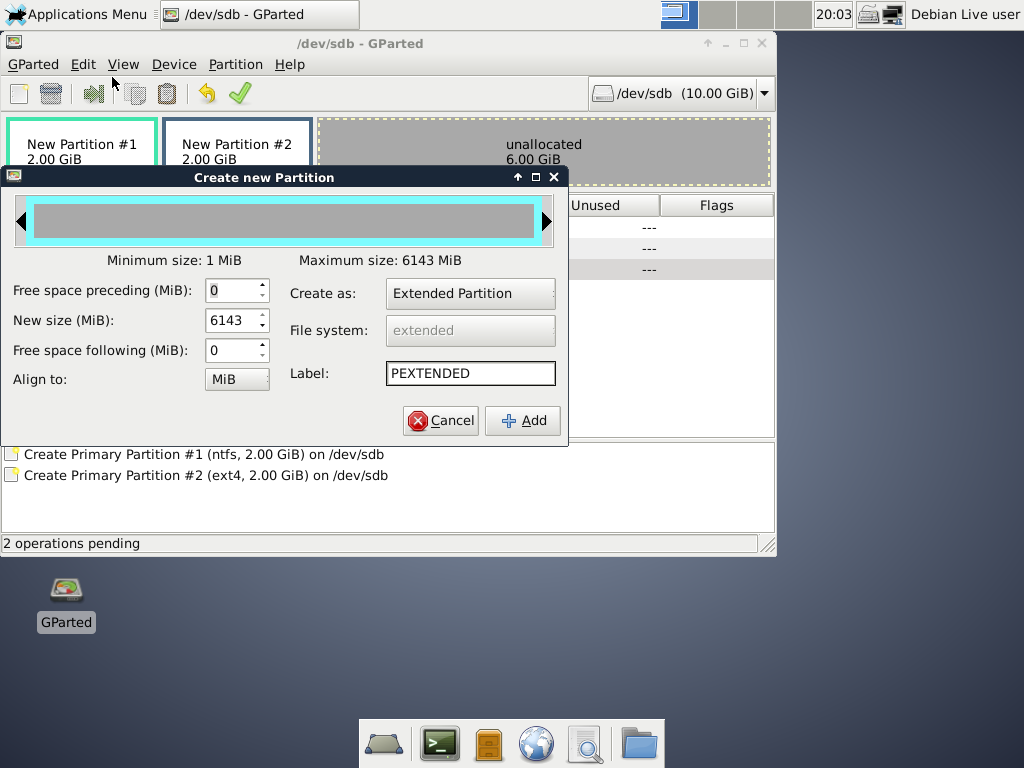 Applications Menu
/dev/sdb - GParted
20:03
Debian Live user
/dev/sdb - GParted
GParted Edit View Device Partition Help
/dev/sdb (10.00 GiB)
New Partition #1
2.00 GiB
New Partition #2
2.00 GiB
unallocated
6.00 GiB
Create new Partition
Unused Flags
---
---
---
Minimum size: 1 MiB Maximum size: 6143 MiB
Free space preceding (MiB): 0
New size (MiB): 6143
Free space following (MiB): 0
Align to: MiB
Create as: Extended Partition
File system: extended
Label: PEXTENDED
Cancel Add
Create Primary Partition #1 (ntfs, 2.00 GiB) on /dev/sdb
Create Primary Partition #2 (ext4, 2.00 GiB) on /dev/sdb
2 operations pending
GParted